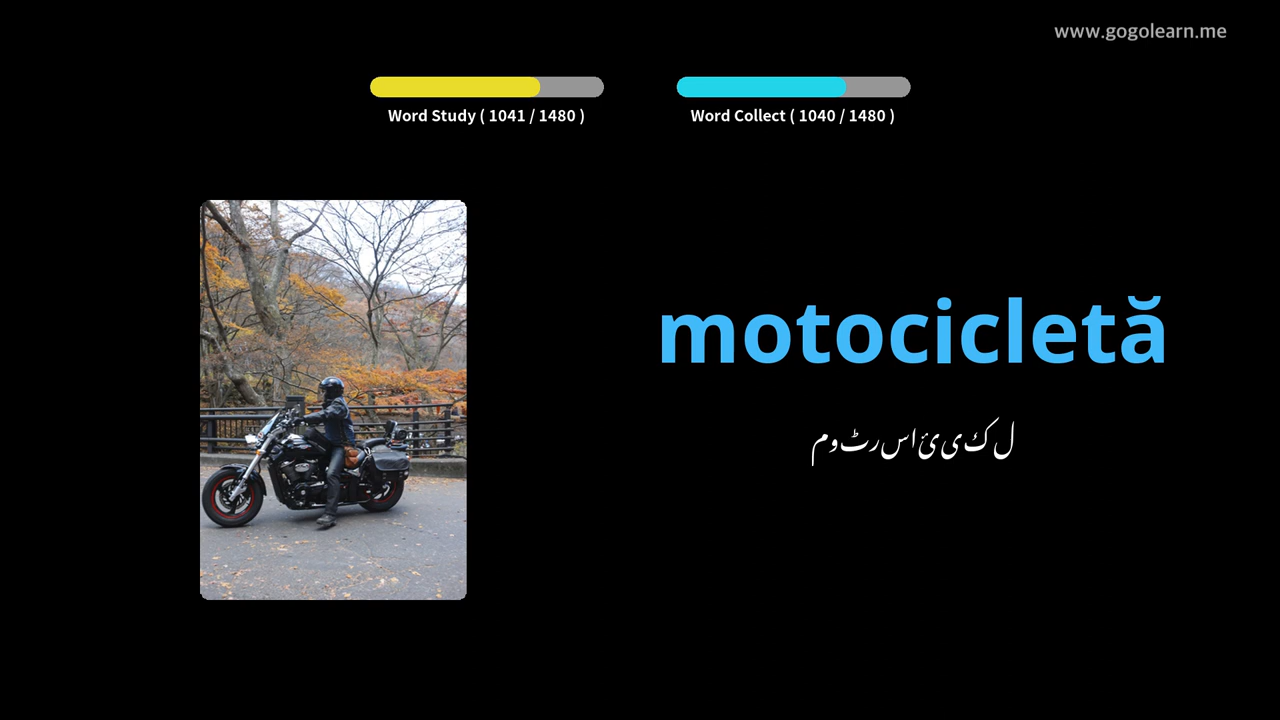 www.gogolearn.me
Word Study ( 1041 / 1480 )
Word Collect ( 1040 / 1480 )
motocicletă
موٹرسائیکل